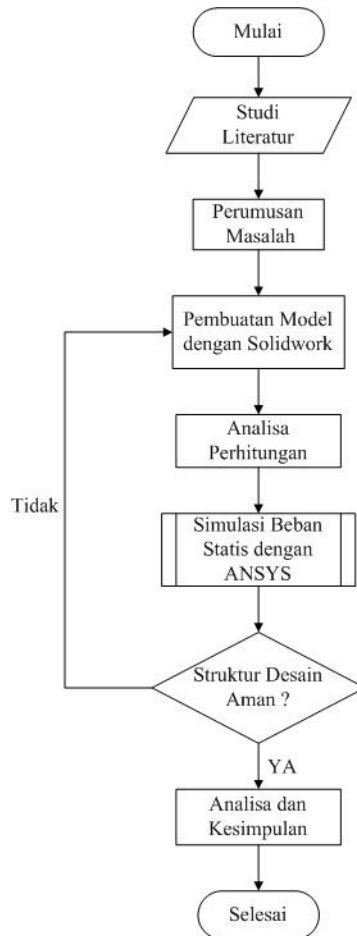 Mulai
Studi
Literatur
Perumusan
Masalah
Pembuatan Model
dengan Solidwork
Analisa
Perhitungan
Tidak
Simulasi Beban
Statis dengan
ANSYS
Struktur Desain
Aman ?
YA
Analisa dan
Kesimpulan
Selesai